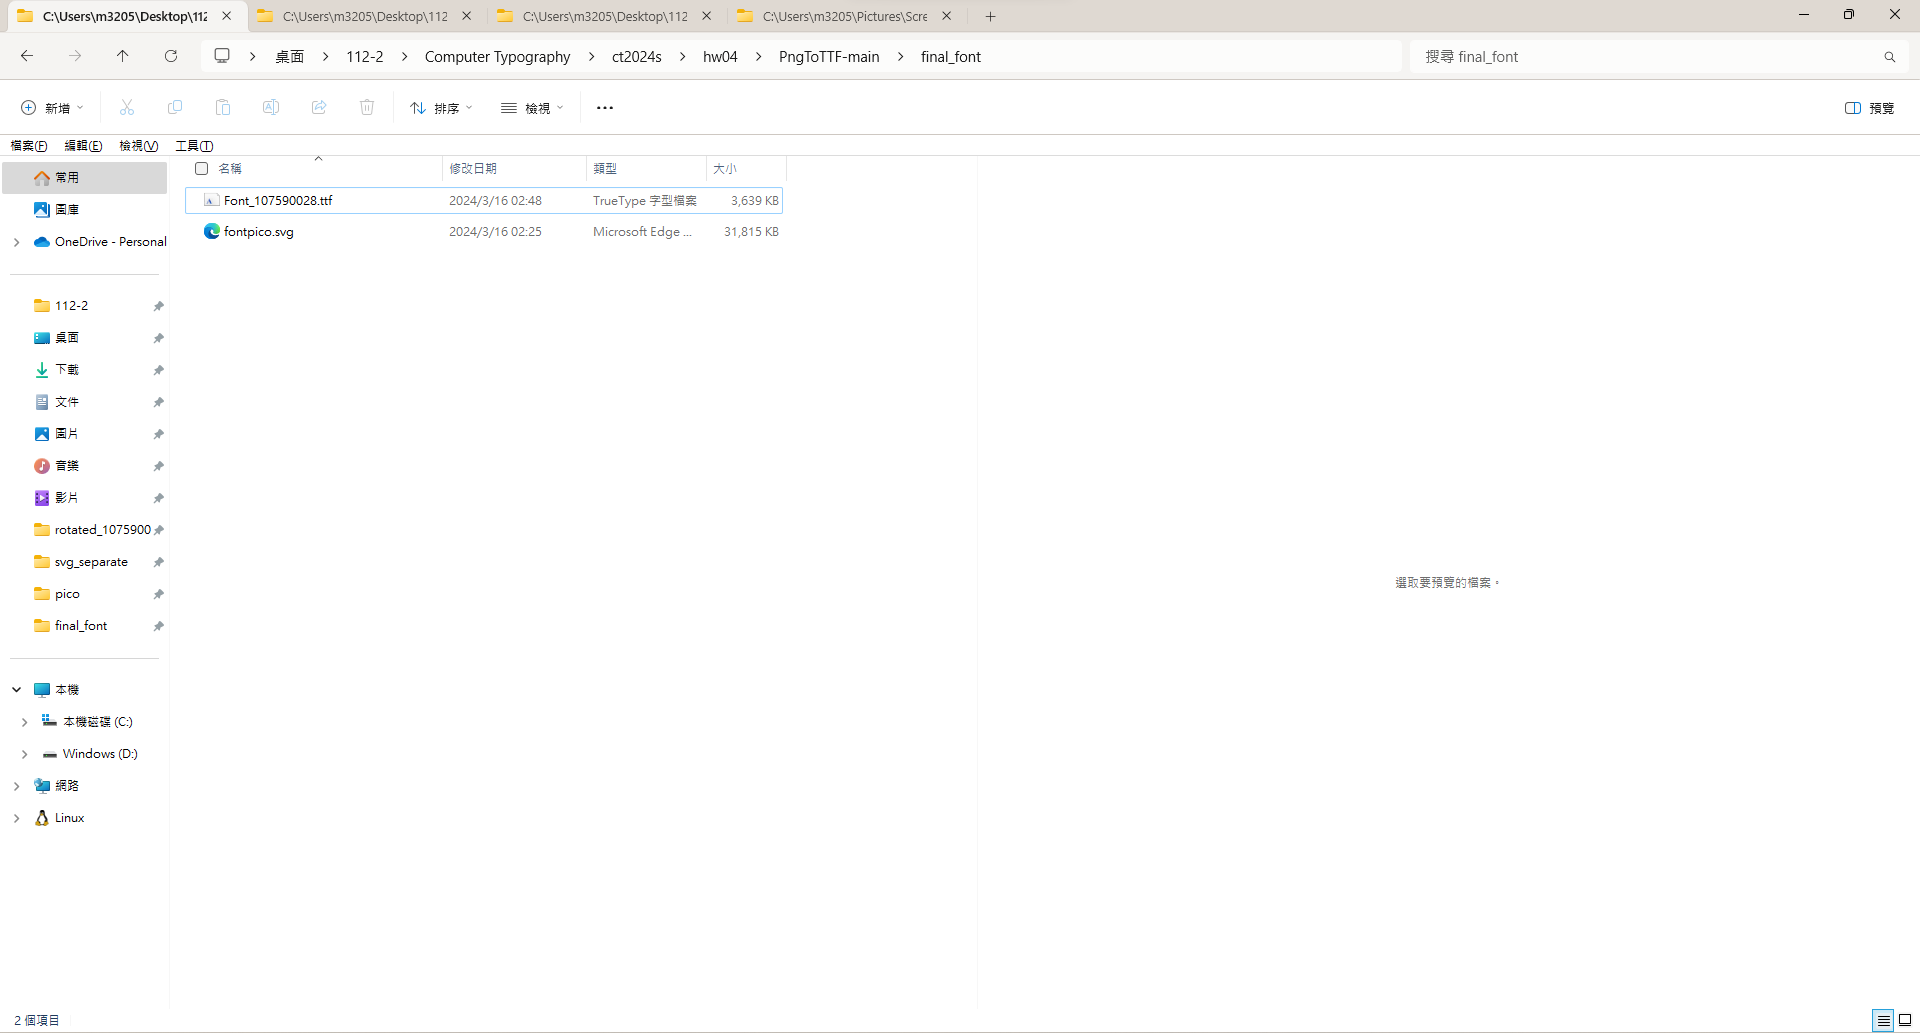 C:\Users\m3205\Desktop\112
C:\Users\m3205\Desktop\112
C:\Users\m3205\Desktop\112
C:\Users\m3205\Pictures\Scre
桌面 > 112-2 > Computer Typography > ct2024s > hw04 > PngToTTF-main > final_font
搜尋 final_font
新增
排序
檢視
預覽
檔案(F) 編輯(E) 檢視(V) 工具(T)
名稱 修改日期 類型 大小
Font_107590028.ttf 2024/3/16 02:48 TrueType 字型檔案 3,639 KB
fontpico.svg 2024/3/16 02:25 Microsoft Edge ... 31,815 KB
常用
圖庫
OneDrive - Personal
112-2
桌面
下載
文件
圖片
音樂
影片
rotated_1075900
svg_separate
pico
final_font
本機
本機磁碟 (C:)
Windows (D:)
網路
Linux
選取要預覽的檔案。
2 個項目